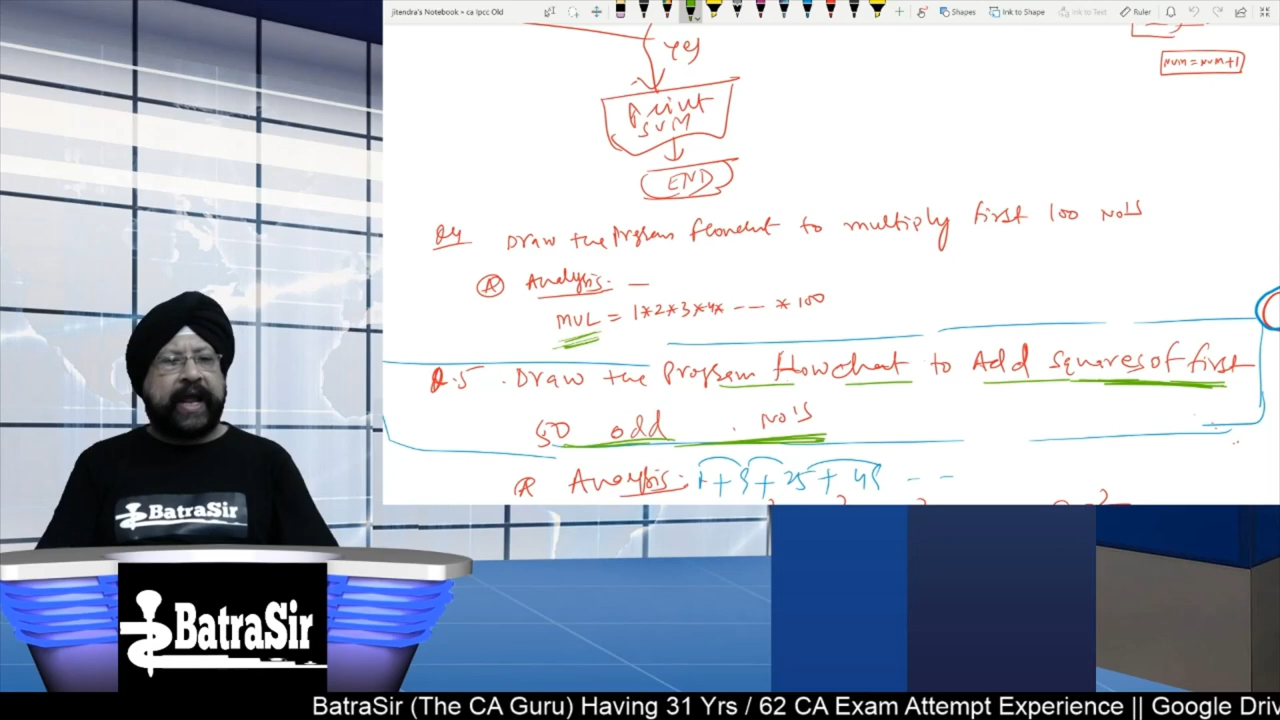 jitendra's Notebook » ca Ipcc Old
Shapes
Ink to Shape
Ink to Text
Ruler
Yes
NUM = NUM+1
Print
SUM
END
Q4 Draw the Program flowchart to multiply first 100 No's
(A) Analysis. —
MUL = 1*2*3*4* --- * 100
Q.5. Draw the Program flowchart to Add squares of first
50 odd No's
A Analysis:- 1+9+25+49 - -
BatraSir
BatraSir
BatraSir (The CA Guru) Having 31 Yrs / 62 CA Exam Attempt Experience || Google Driv